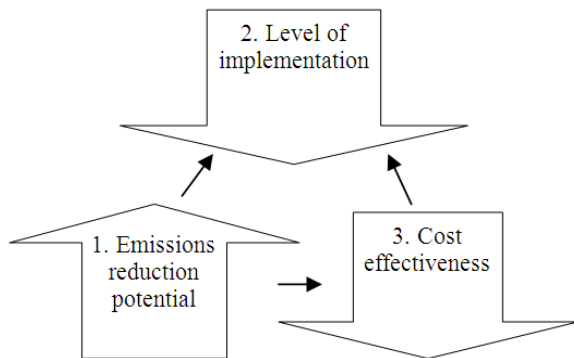 2. Level of
implementation
1. Emissions
reduction
potential
3. Cost
effectiveness